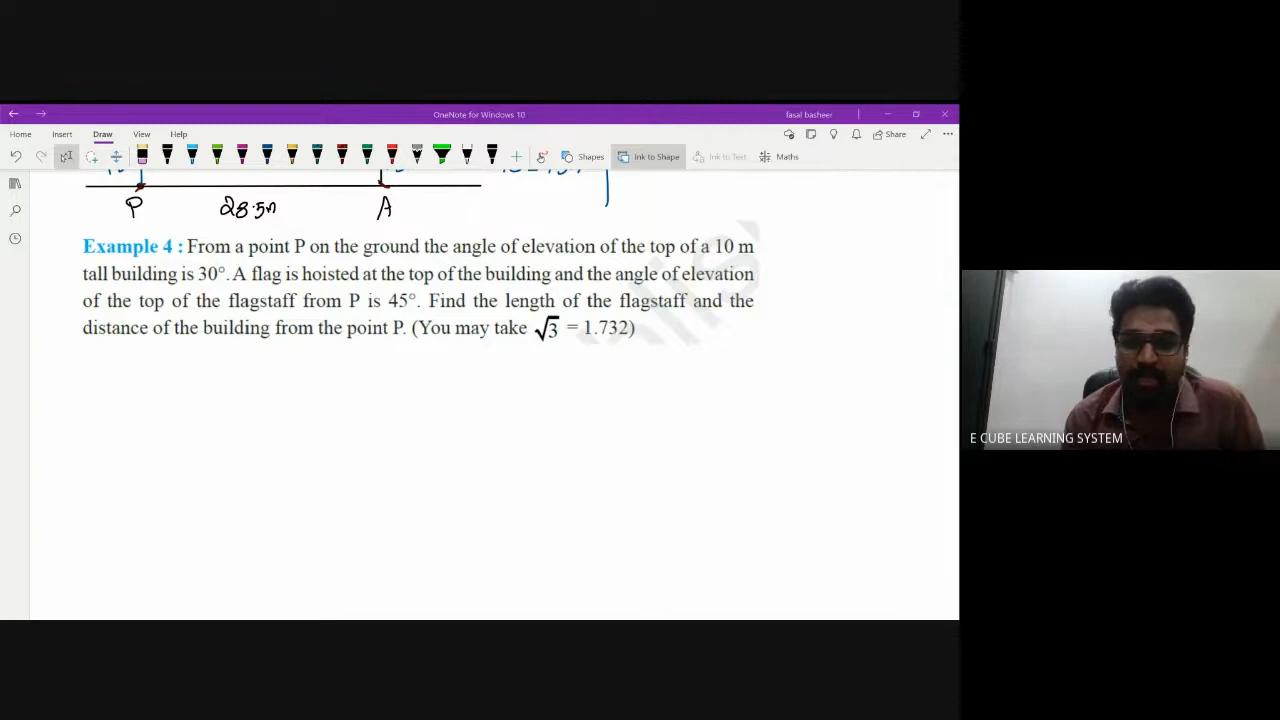 OneNote for Windows 10
fasal basheer
Home Insert Draw View Help
Share
Shapes Ink to Shape Ink to Text Maths
P 28.5m A
Example 4 : From a point P on the ground the angle of elevation of the top of a 10 m
tall building is 30°. A flag is hoisted at the top of the building and the angle of elevation
of the top of the flagstaff from P is 45°. Find the length of the flagstaff and the
distance of the building from the point P. (You may take √3 = 1.732)
E CUBE LEARNING SYSTEM